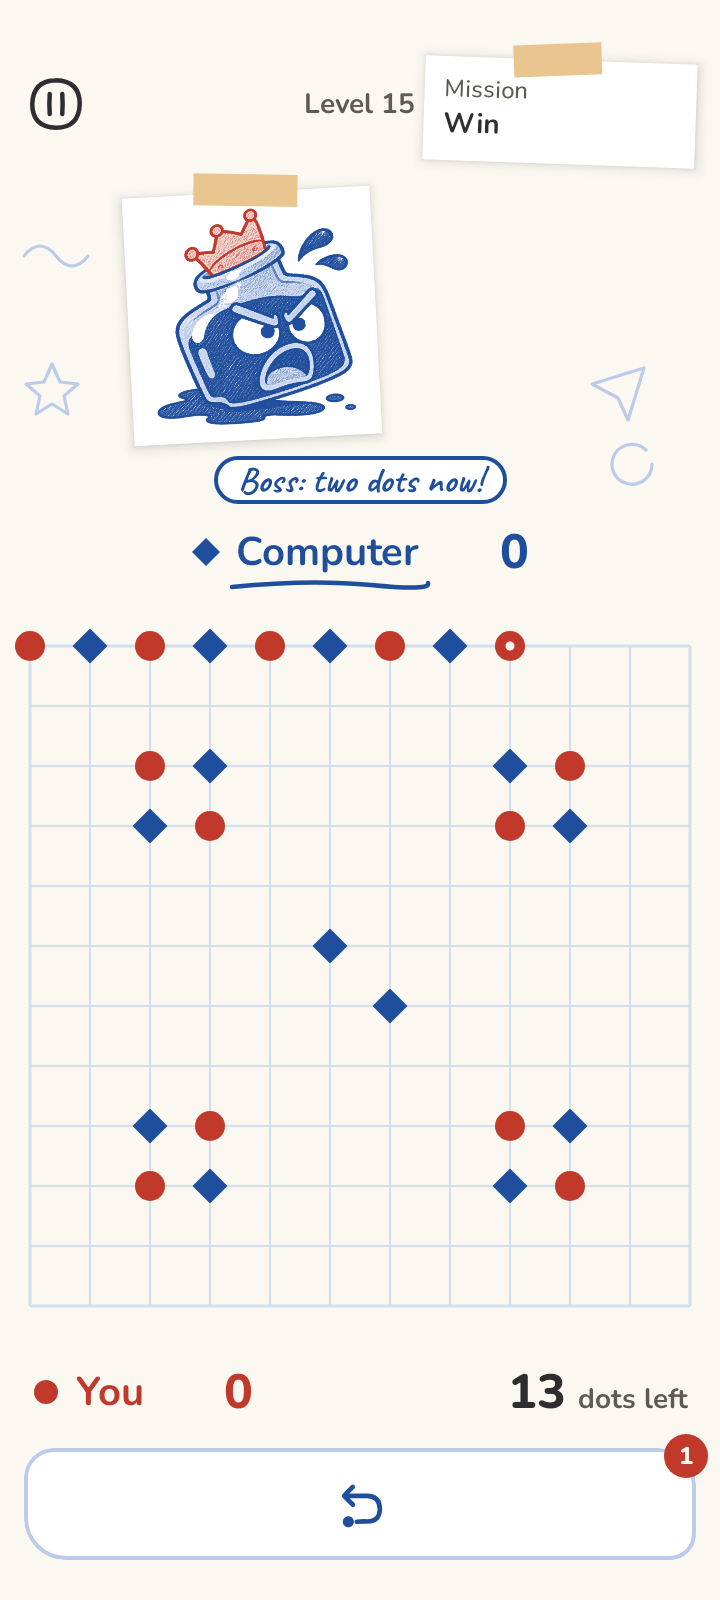 Level 15
Mission
Win
Boss: two dots now!
Computer 0
You 0
13 dots left
1